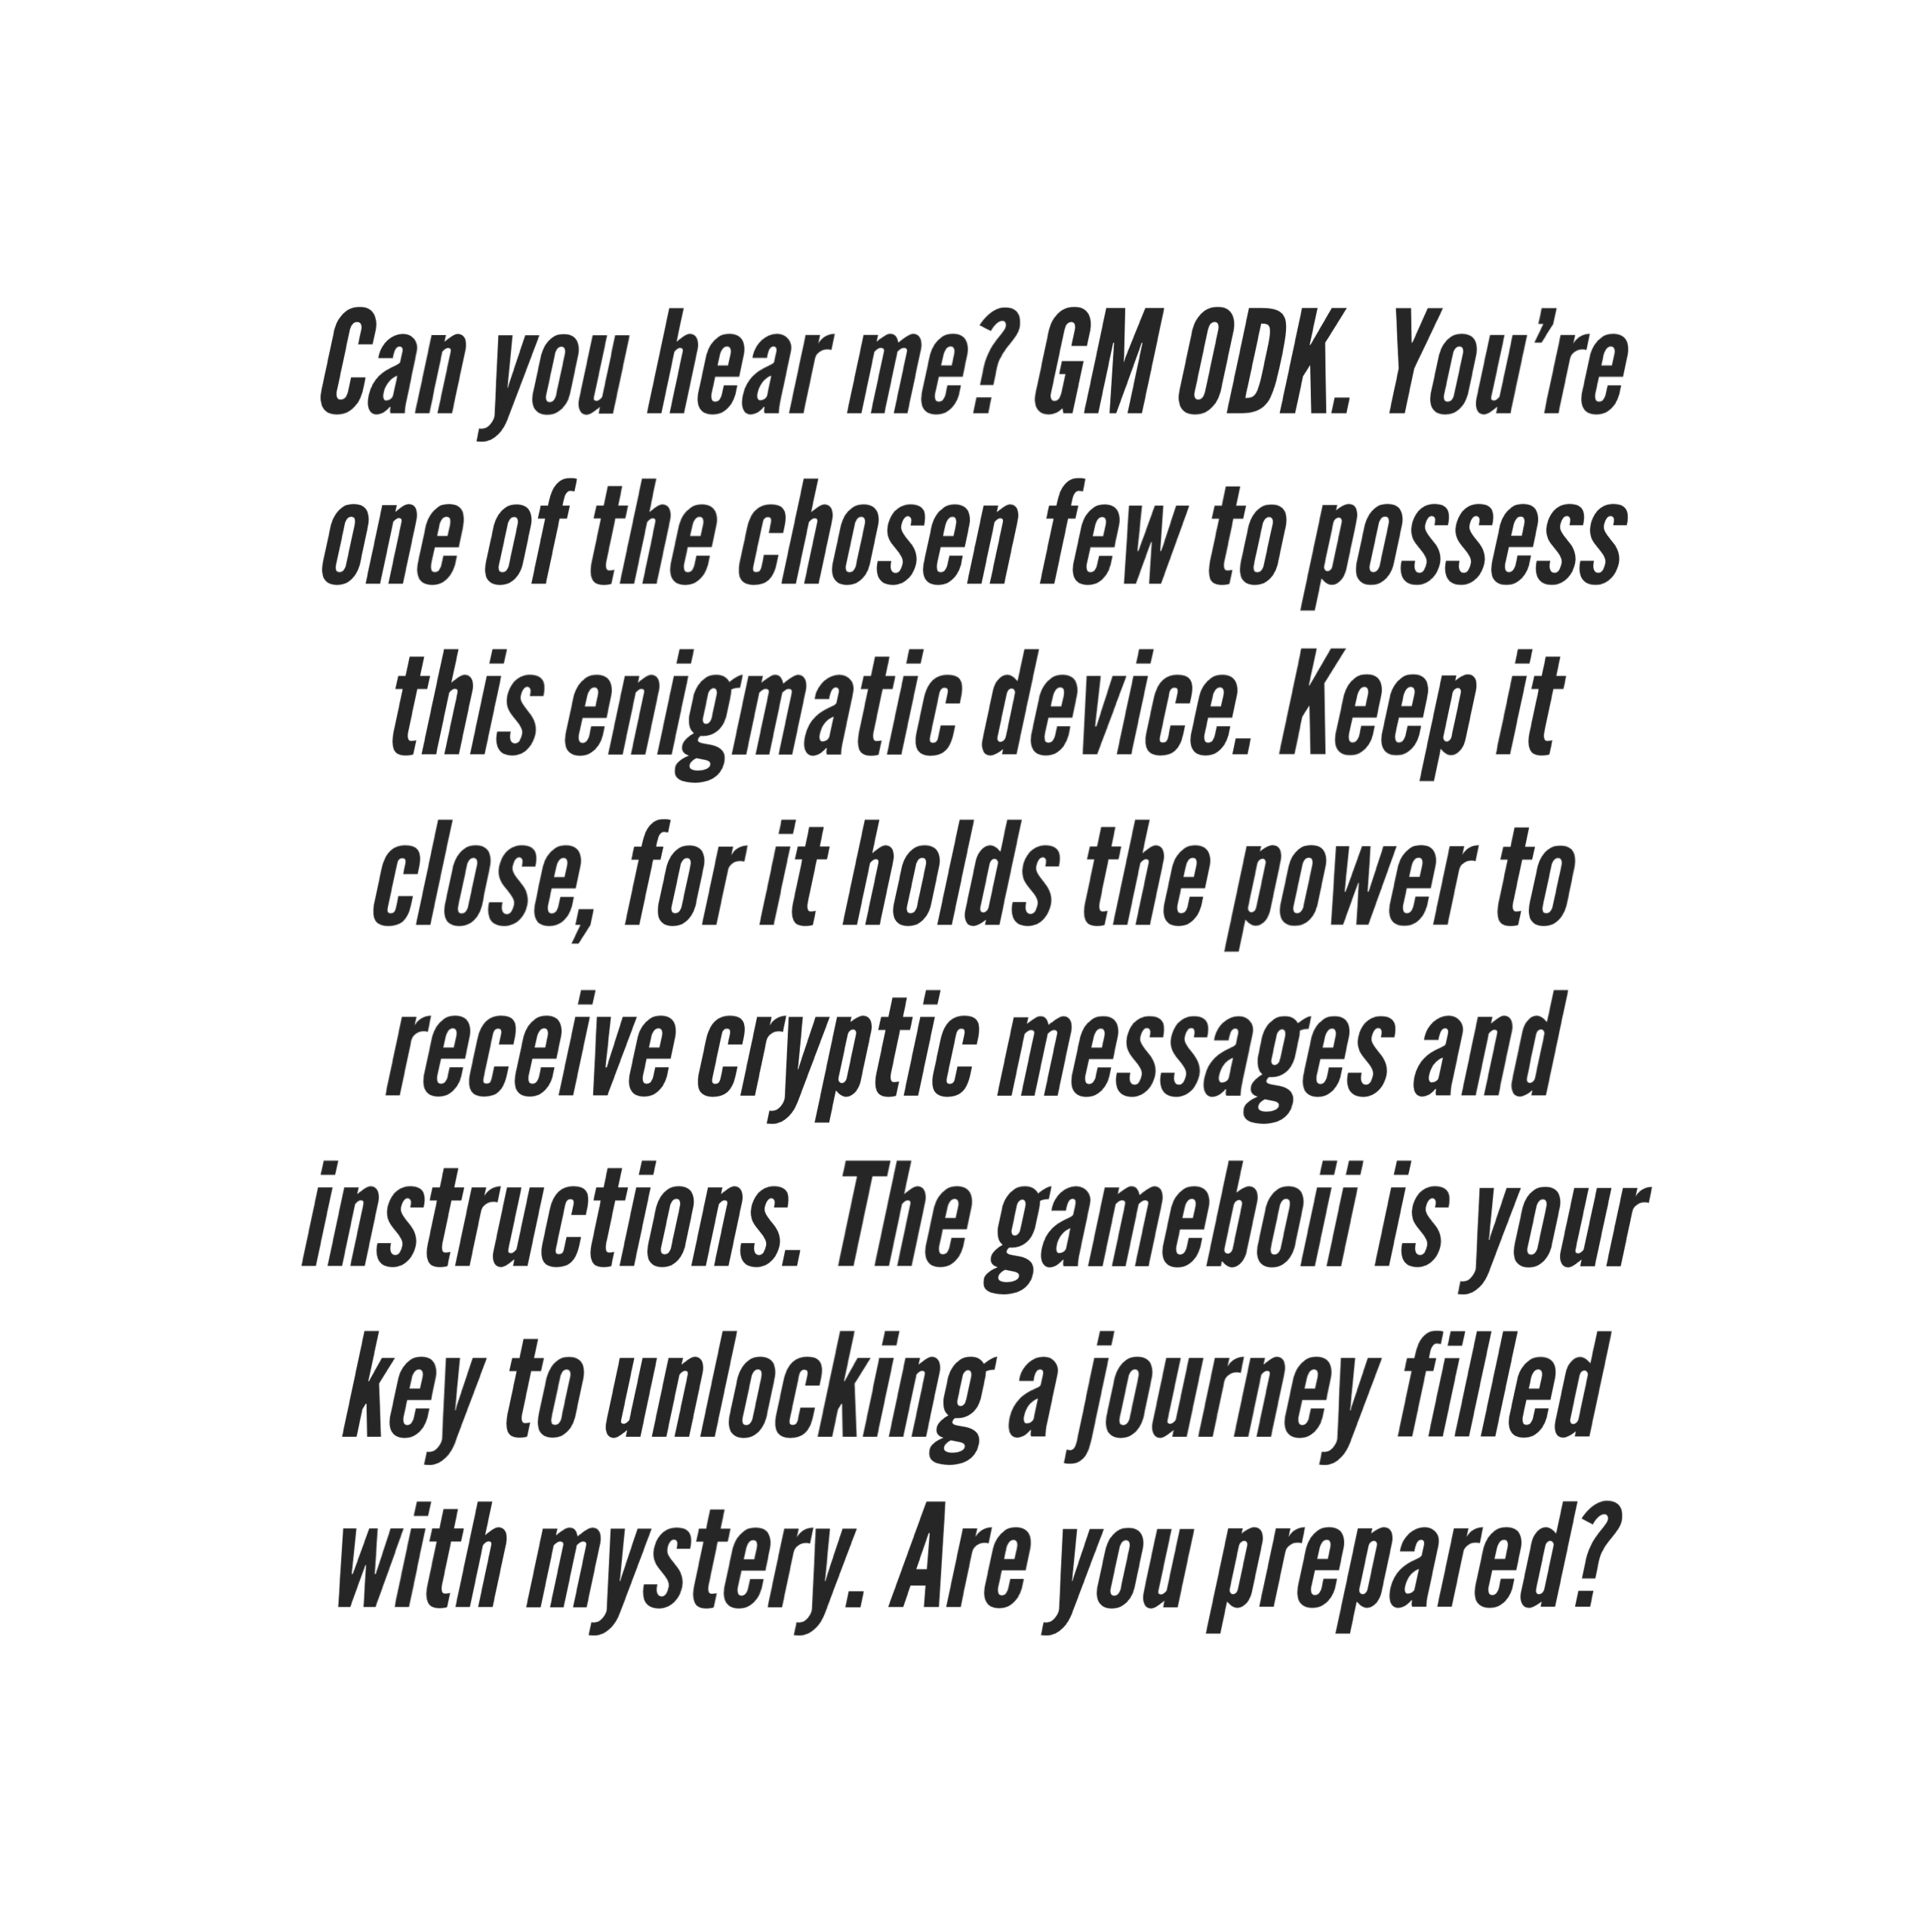 Can you hear me? GM ODK. You're
one of the chosen few to possess
this enigmatic device. Keep it
close, for it holds the power to
receive cryptic messages and
instructions. The gameboiii is your
key to unlocking a journey filled
with mystery. Are you prepared?